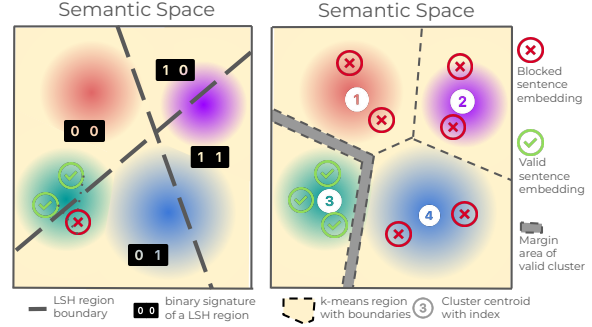 Semantic Space
Semantic Space
1 0
0 0
1 1
0 1
1
2
3
4
Blocked
sentence
embedding
Valid
sentence
embedding
Margin
area of
valid cluster
LSH region
boundary
0 0
binary signature
of a LSH region
k-means region
with boundaries
3
Cluster centroid
with index